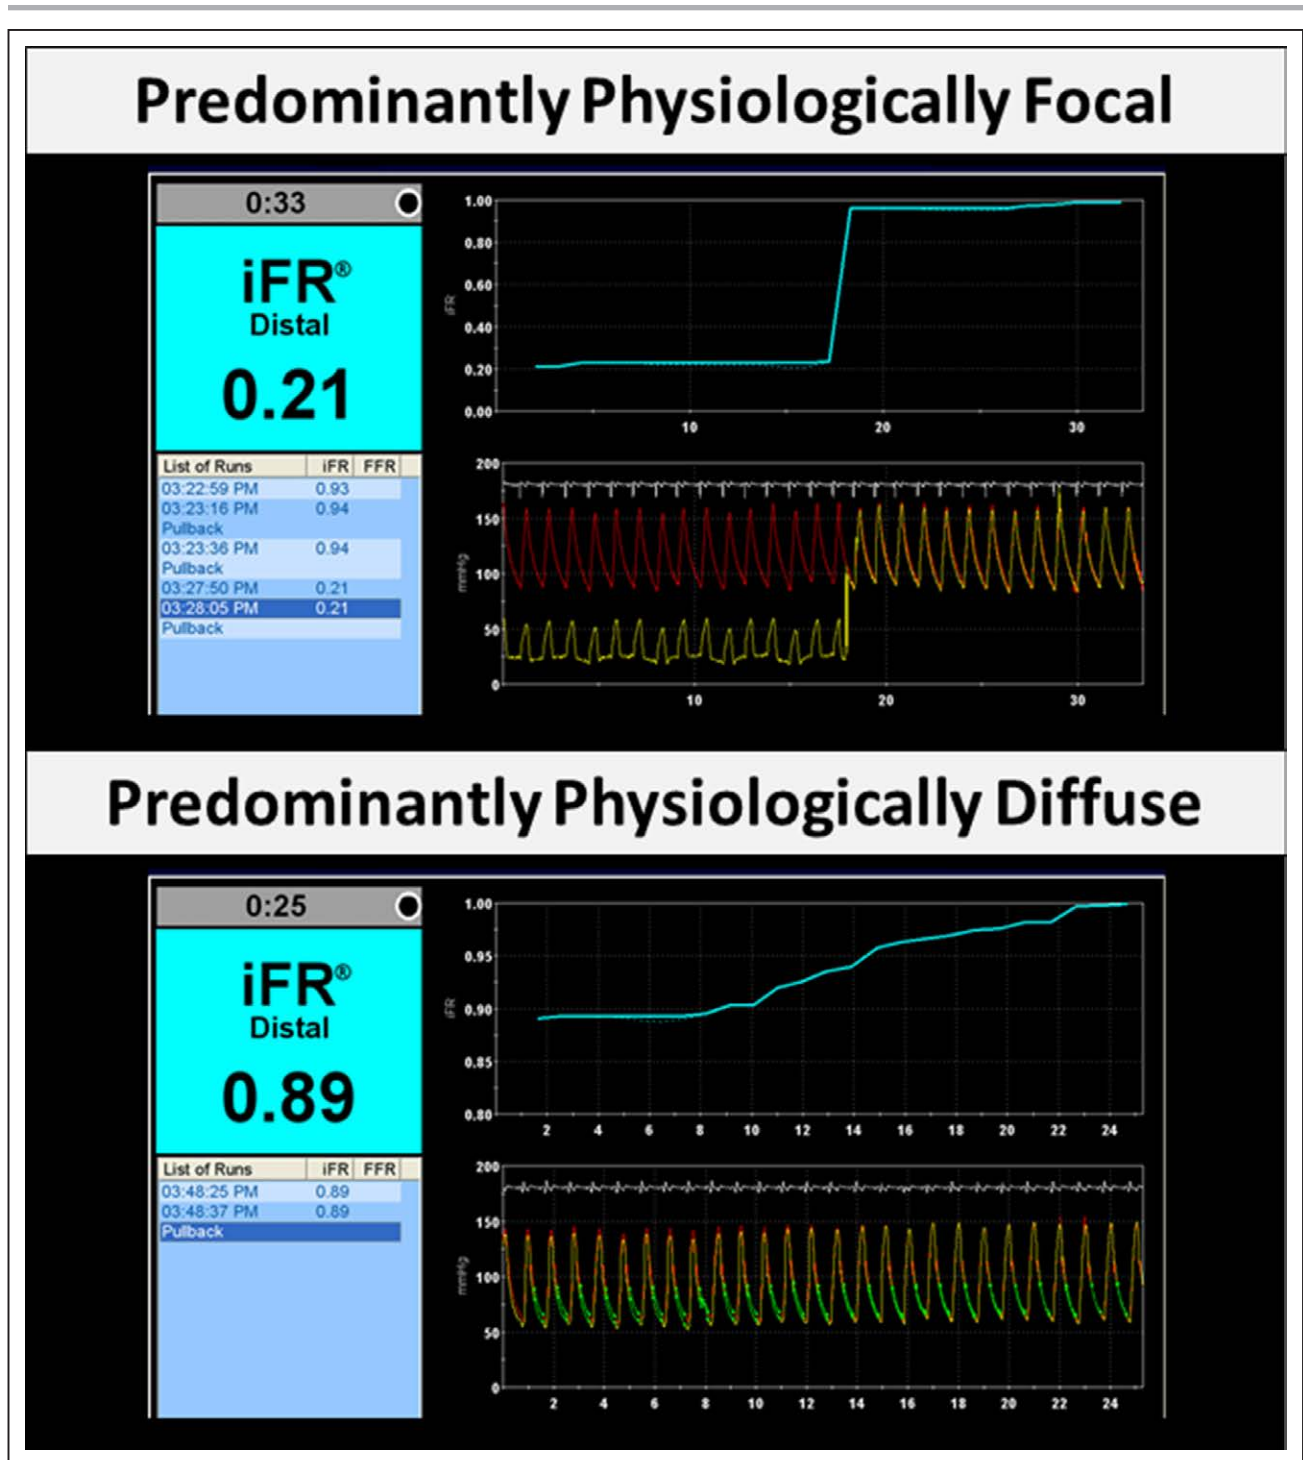 Predominantly Physiologically Focal
0:33
iFR®
Distal
0.21
List of Runs iFR FFR
03:22:59 PM 0.93
03:23:16 PM 0.94
Pullback
03:23:36 PM 0.94
Pullback
03:27:50 PM 0.21
03:28:05 PM 0.21
Pullback
1.00
0.80
0.60
0.40
0.20
0.00
iFR
10 20 30
200
150
100
50
0
mmHg
10 20 30
Predominantly Physiologically Diffuse
0:25
iFR®
Distal
0.89
List of Runs iFR FFR
03:48:25 PM 0.89
03:48:37 PM 0.89
Pullback
1.00
0.95
0.90
0.85
0.80
iFR
2 4 6 8 10 12 14 16 18 20 22 24
200
150
100
50
0
mmHg
2 4 6 8 10 12 14 16 18 20 22 24